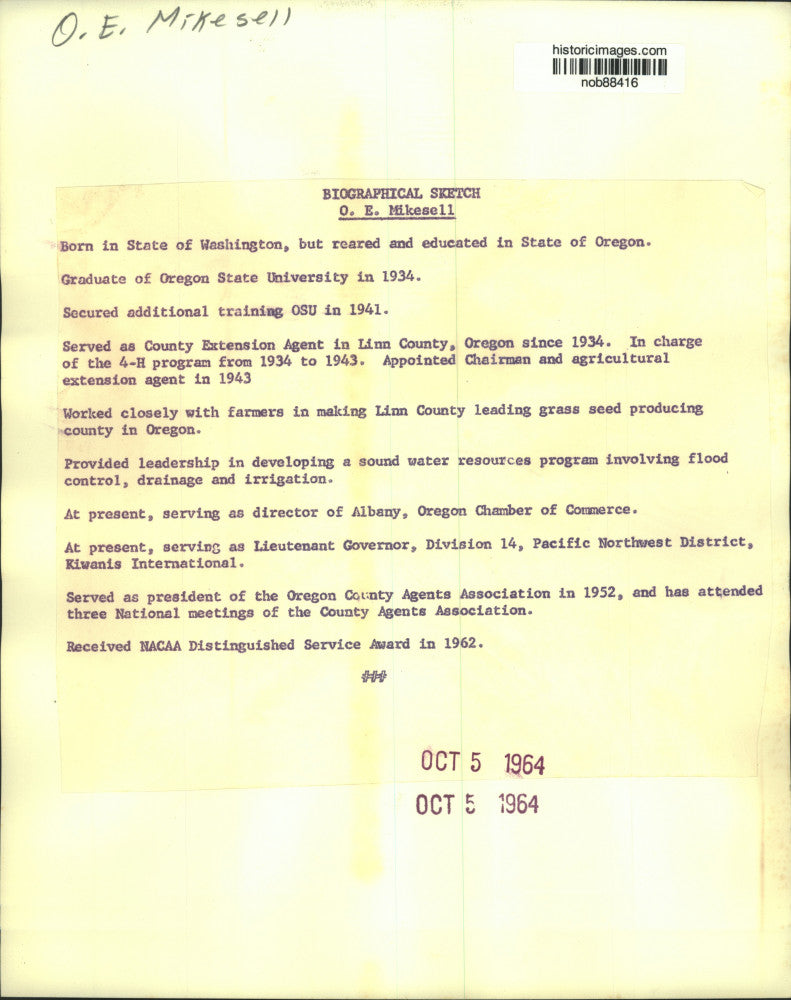 O. E. Mikesell
historicimages.com
nob88416
BIOGRAPHICAL SKETCH
O. E. Mikesell
Born in State of Washington, but reared and educated in State of Oregon.
Graduate of Oregon State University in 1934.
Secured additional training OSU in 1941.
Served as County Extension Agent in Linn County, Oregon since 1934. In charge
of the 4-H program from 1934 to 1943. Appointed Chairman and agricultural
extension agent in 1943
Worked closely with farmers in making Linn County leading grass seed producing
county in Oregon.
Provided leadership in developing a sound water resources program involving flood
control, drainage and irrigation.
At present, serving as director of Albany, Oregon Chamber of Commerce.
At present, serving as Lieutenant Governor, Division 14, Pacific Northwest District,
Kiwanis International.
Served as president of the Oregon County Agents Association in 1952, and has attended
three National meetings of the County Agents Association.
Received NACAA Distinguished Service Award in 1962.
###
OCT 5 1964
OCT 5 1964